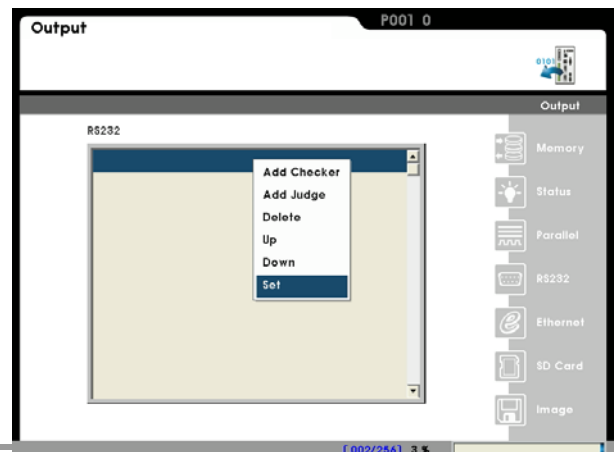 Output
P001 0
0101
Output
RS232
Memory
Status
Parallel
RS232
Ethernet
SD Card
Image
Add Checker
Add Judge
Delete
Up
Down
Set
[002/256] 3 %